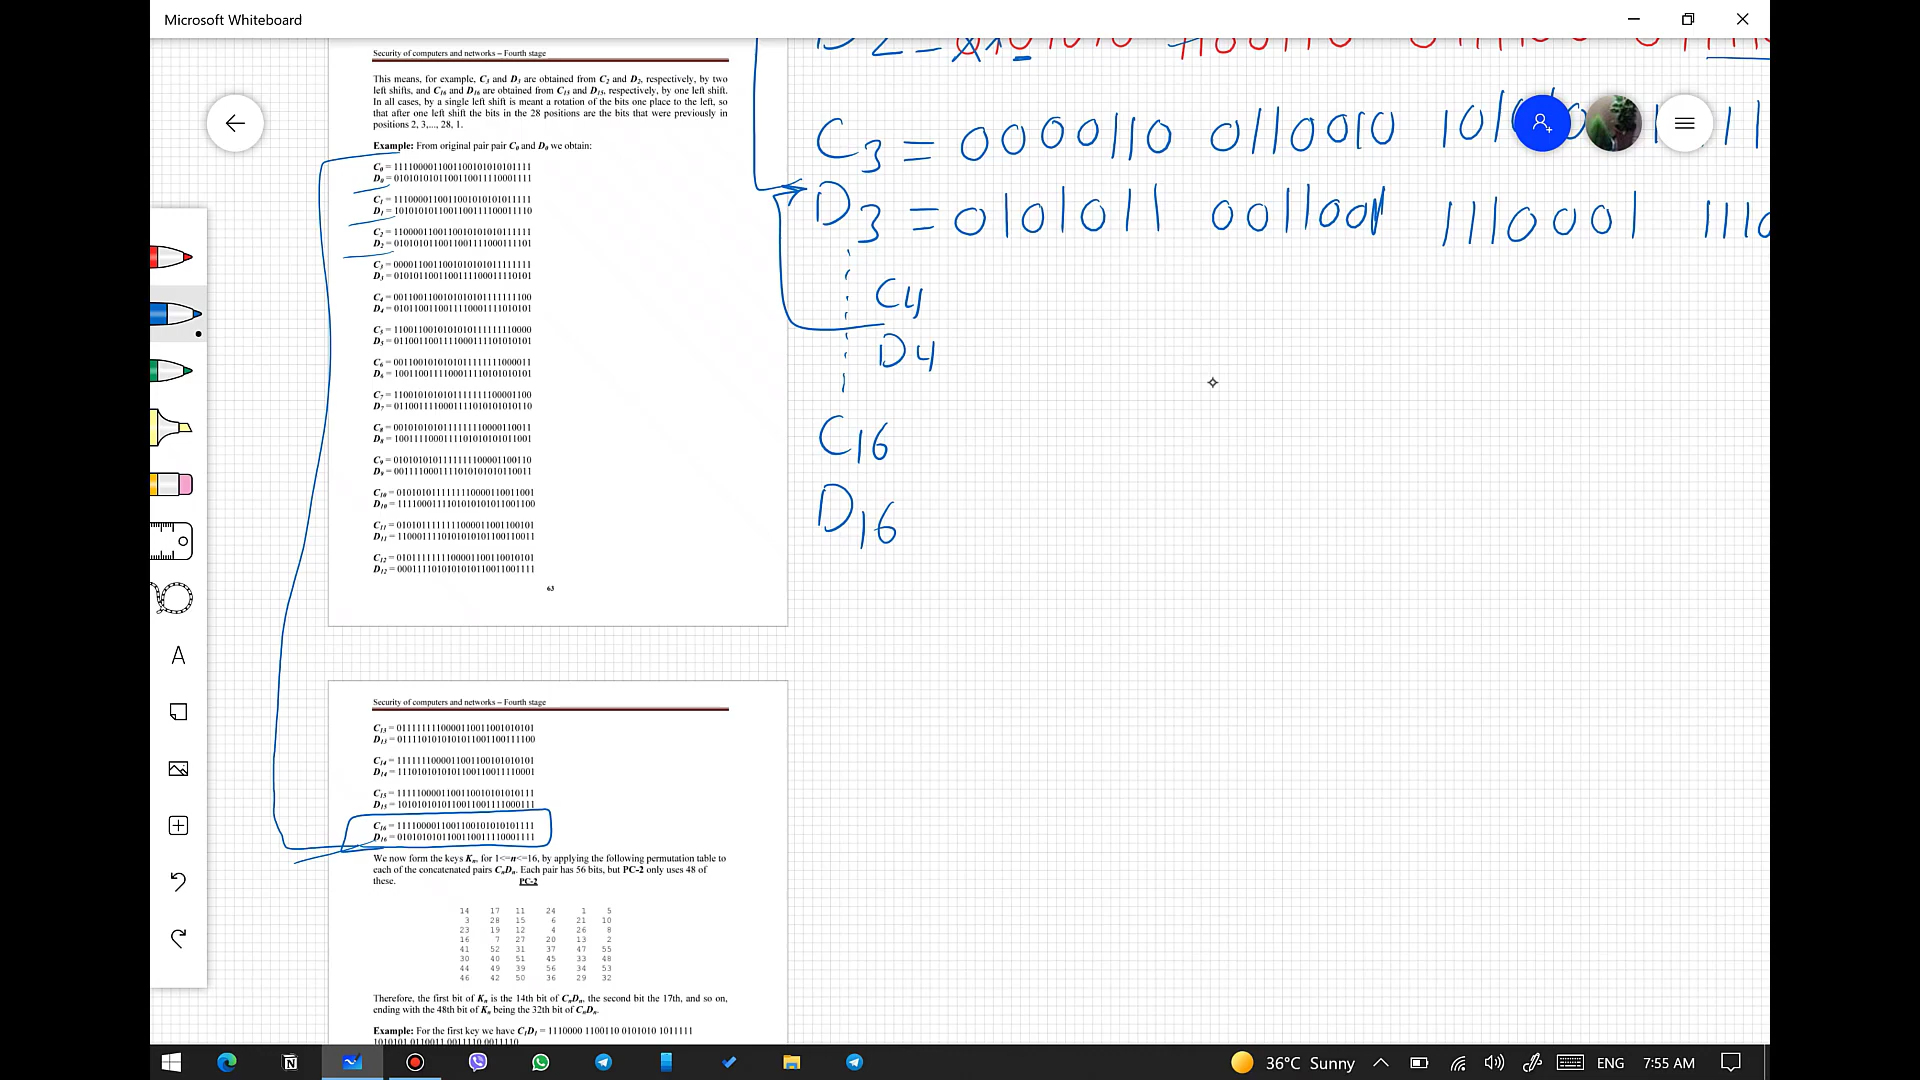 Microsoft Whiteboard
Security of computers and networks – Fourth stage
This means, for example, C3 and D3 are obtained from C2 and D2, respectively, by two
left shifts, and C16 and D16 are obtained from C15 and D15, respectively, by one left shift.
In all cases, by a single left shift is meant a rotation of the bits one place to the left, so
that after one left shift the bits in the 28 positions are the bits that were previously in
positions 2, 3,..., 28, 1.
Example: From original pair pair C0 and D0 we obtain:
C0 = 1111000011001100101010101111
D0 = 0101010101100110011110001111
C1 = 1110000110011001010101011111
D1 = 1010101011001100111100011110
C2 = 1100001100110010101010111111
D2 = 0101010110011001111000111101
C3 = 0000110011001010101011111111
D3 = 0101011001100111100011110101
C4 = 0011001100101010101111111100
D4 = 0101100110011110001111010101
C5 = 1100110010101010111111110000
D5 = 0110011001111000111101010101
C6 = 0011001010101011111111000011
D6 = 1001100111100011110101010101
C7 = 1100101010101111111100001100
D7 = 0110011110001111010101010110
C8 = 0010101010111111110000110011
D8 = 1001111000111101010101011001
C9 = 0101010101111111100001100110
D9 = 0011110001111010101010110011
C10 = 0101010111111110000110011001
D10 = 1111000111101010101011001100
C11 = 0101011111111000011001100101
D11 = 1100011110101010101100110011
C12 = 0101111111100001100110010101
D12 = 0001111010101010110011001111
63
Security of computers and networks – Fourth stage
C13 = 0111111110000110011001010101
D13 = 0111101010101011001100111100
C14 = 1111111000011001100101010101
D14 = 1110101010101100110011110001
C15 = 1111100001100110010101010111
D15 = 1010101010110011001111000111
C16 = 1111000011001100101010101111
D16 = 0101010101100110011110001111
We now form the keys Kn, for 1<=n<=16, by applying the following permutation table to
each of the concatenated pairs CnDn. Each pair has 56 bits, but PC-2 only uses 48 of
these.
PC-2
14 17 11 24 1 5
3 28 15 6 21 10
23 19 12 4 26 8
16 7 27 20 13 2
41 52 31 37 47 55
30 40 51 45 33 48
44 49 39 56 34 53
46 42 50 36 29 32
Therefore, the first bit of Kn is the 14th bit of CnDn, the second bit the 17th, and so on,
ending with the 48th bit of Kn being the 32th bit of CnDn.
Example: For the first key we have C1D1 = 1110000 1100110 0101010 1011111
1010101 0110011 0011110 0011110
C3 = 0000110 0110010
D3 = 0101011 0011001 1110001 1110
C4
D4
C16
D16
A
36°C Sunny
ENG
7:55 AM